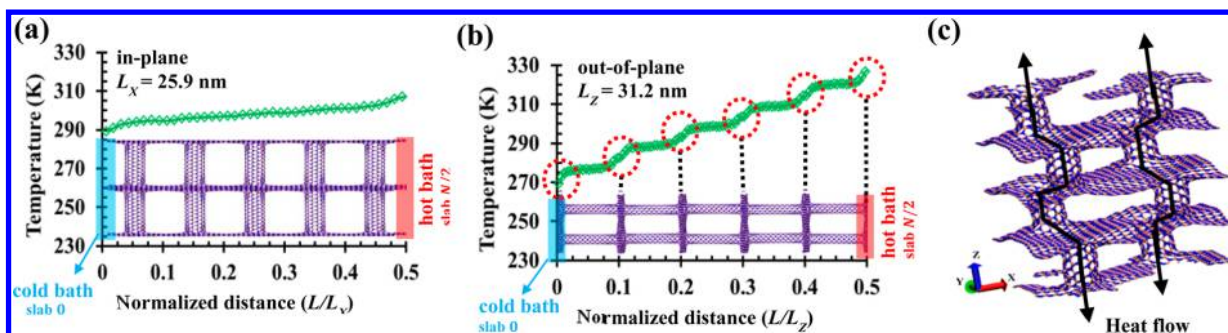 (a)
in-plane
L_X = 25.9 nm
Temperature (K)
330
310
290
270
250
230
0
0.1
0.2
0.3
0.4
0.5
hot bath
slab N/2
cold bath
slab 0
Normalized distance (L/Lᵧ)
(b)
out-of-plane
L_Z = 31.2 nm
Temperature (K)
330
310
290
270
250
230
0
0.1
0.2
0.3
0.4
0.5
hot bath
slab N/2
cold bath
slab 0
Normalized distance (L/L_Z)
(c)
Z
Y
X
Heat flow